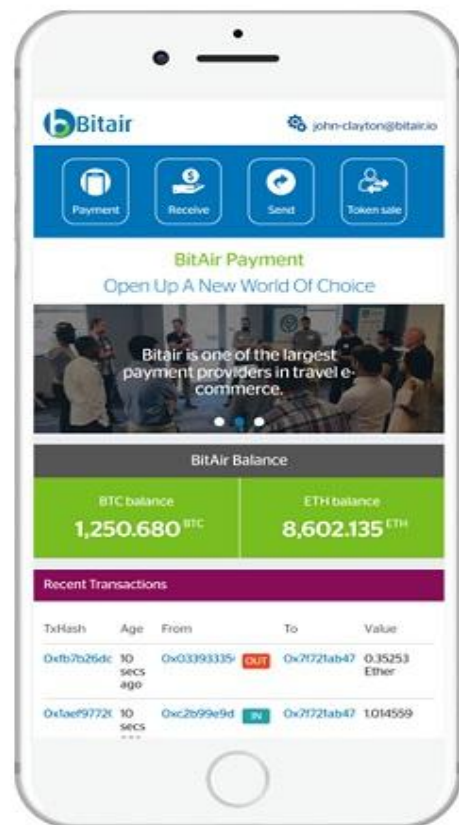 Bitair
john-clayton@bitair.io
Payment
Receive
Send
Token sale
BitAir Payment
Open Up A New World Of Choice
Bitair is one of the largest
payment providers in travel e-
commerce.
BitAir Balance
BTC balance
ETH balance
1,250.680 BTC
8,602.135 ETH
Recent Transactions
TxHash Age From To Value
0xfb7b26dc 10 0x03393335 OUT 0x7f721ab47 0.35253
secs Ether
ago
0x1aef9772 10 0xc2b99e9d IN 0x7f721ab47 1.014559
secs